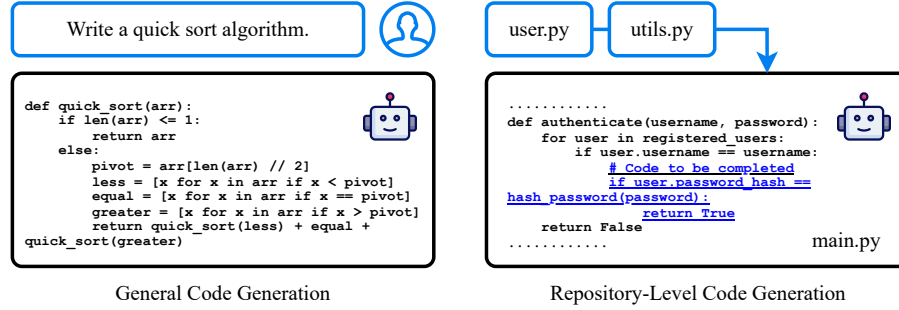 Write a quick sort algorithm.
def quick_sort(arr):
    if len(arr) <= 1:
        return arr
    else:
        pivot = arr[len(arr) // 2]
        less = [x for x in arr if x < pivot]
        equal = [x for x in arr if x == pivot]
        greater = [x for x in arr if x > pivot]
        return quick_sort(less) + equal +
quick_sort(greater)
General Code Generation
user.py
utils.py
............
def authenticate(username, password):
    for user in registered_users:
        if user.username == username:
            # Code to be completed
            if user.password_hash ==
hash_password(password):
                return True
    return False
............
main.py
Repository-Level Code Generation